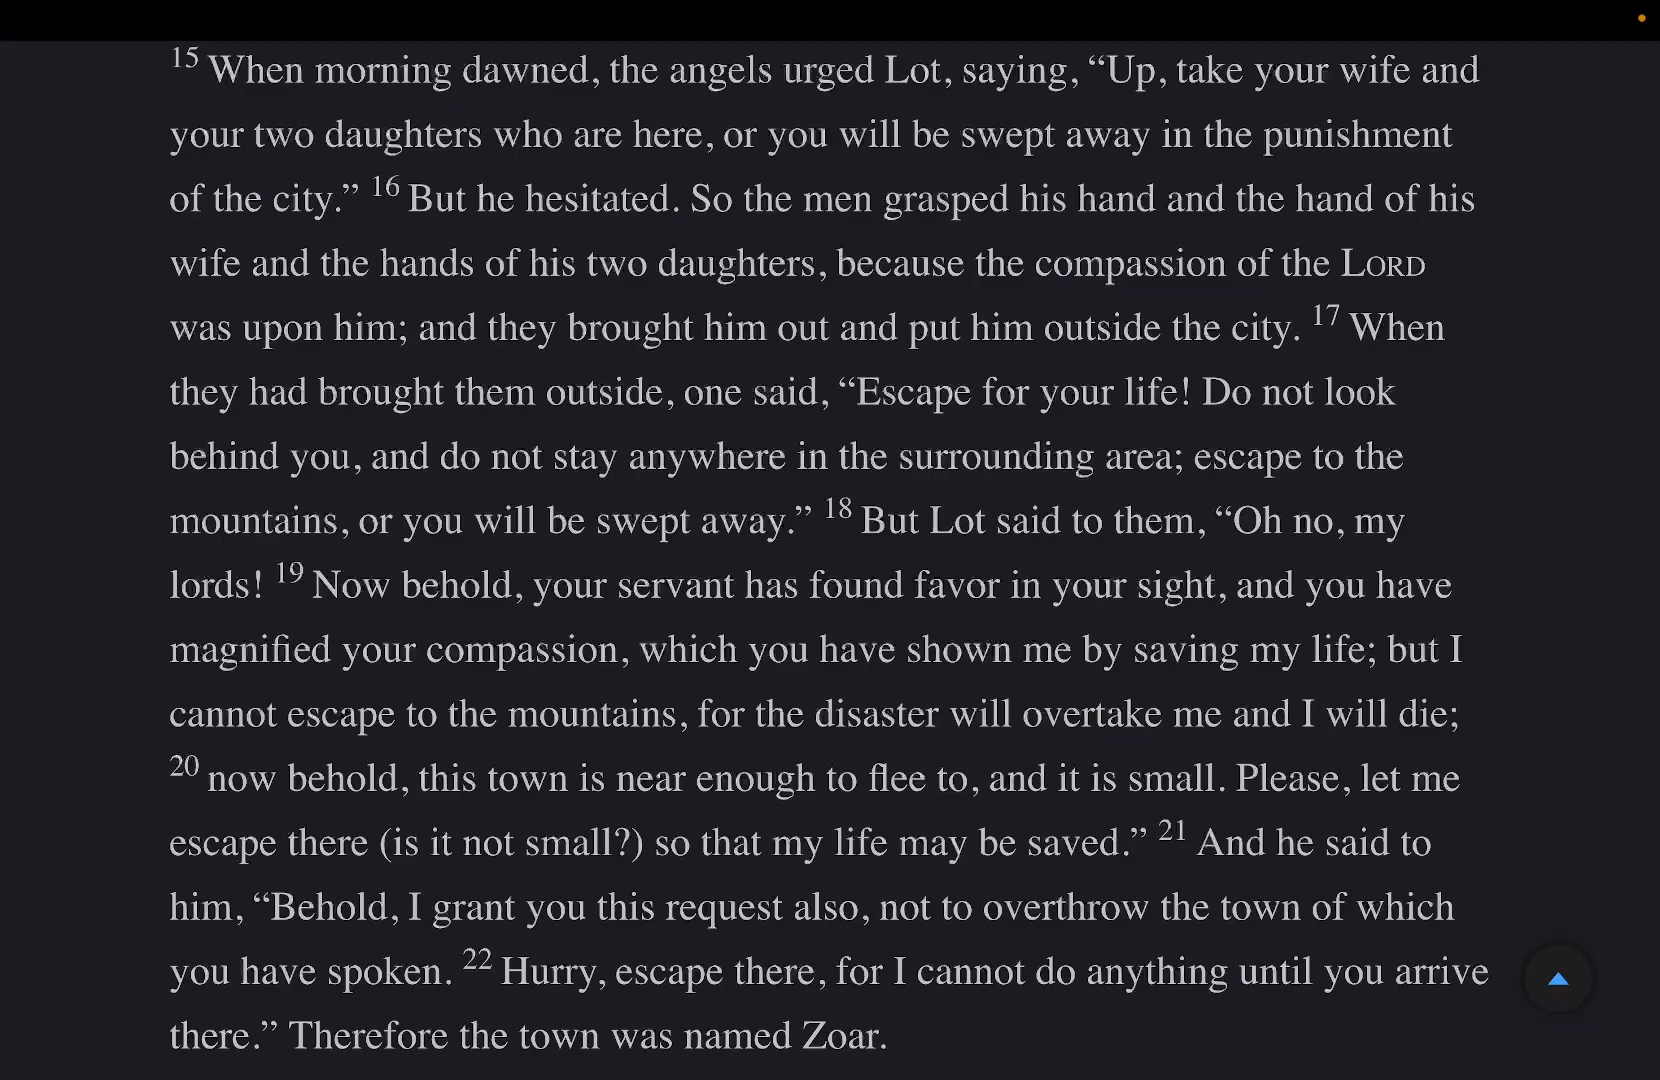 15 When morning dawned, the angels urged Lot, saying, “Up, take your wife and
your two daughters who are here, or you will be swept away in the punishment
of the city.” 16 But he hesitated. So the men grasped his hand and the hand of his
wife and the hands of his two daughters, because the compassion of the LORD
was upon him; and they brought him out and put him outside the city. 17 When
they had brought them outside, one said, “Escape for your life! Do not look
behind you, and do not stay anywhere in the surrounding area; escape to the
mountains, or you will be swept away.” 18 But Lot said to them, “Oh no, my
lords! 19 Now behold, your servant has found favor in your sight, and you have
magnified your compassion, which you have shown me by saving my life; but I
cannot escape to the mountains, for the disaster will overtake me and I will die;
20 now behold, this town is near enough to flee to, and it is small. Please, let me
escape there (is it not small?) so that my life may be saved.” 21 And he said to
him, “Behold, I grant you this request also, not to overthrow the town of which
you have spoken. 22 Hurry, escape there, for I cannot do anything until you arrive
there.” Therefore the town was named Zoar.